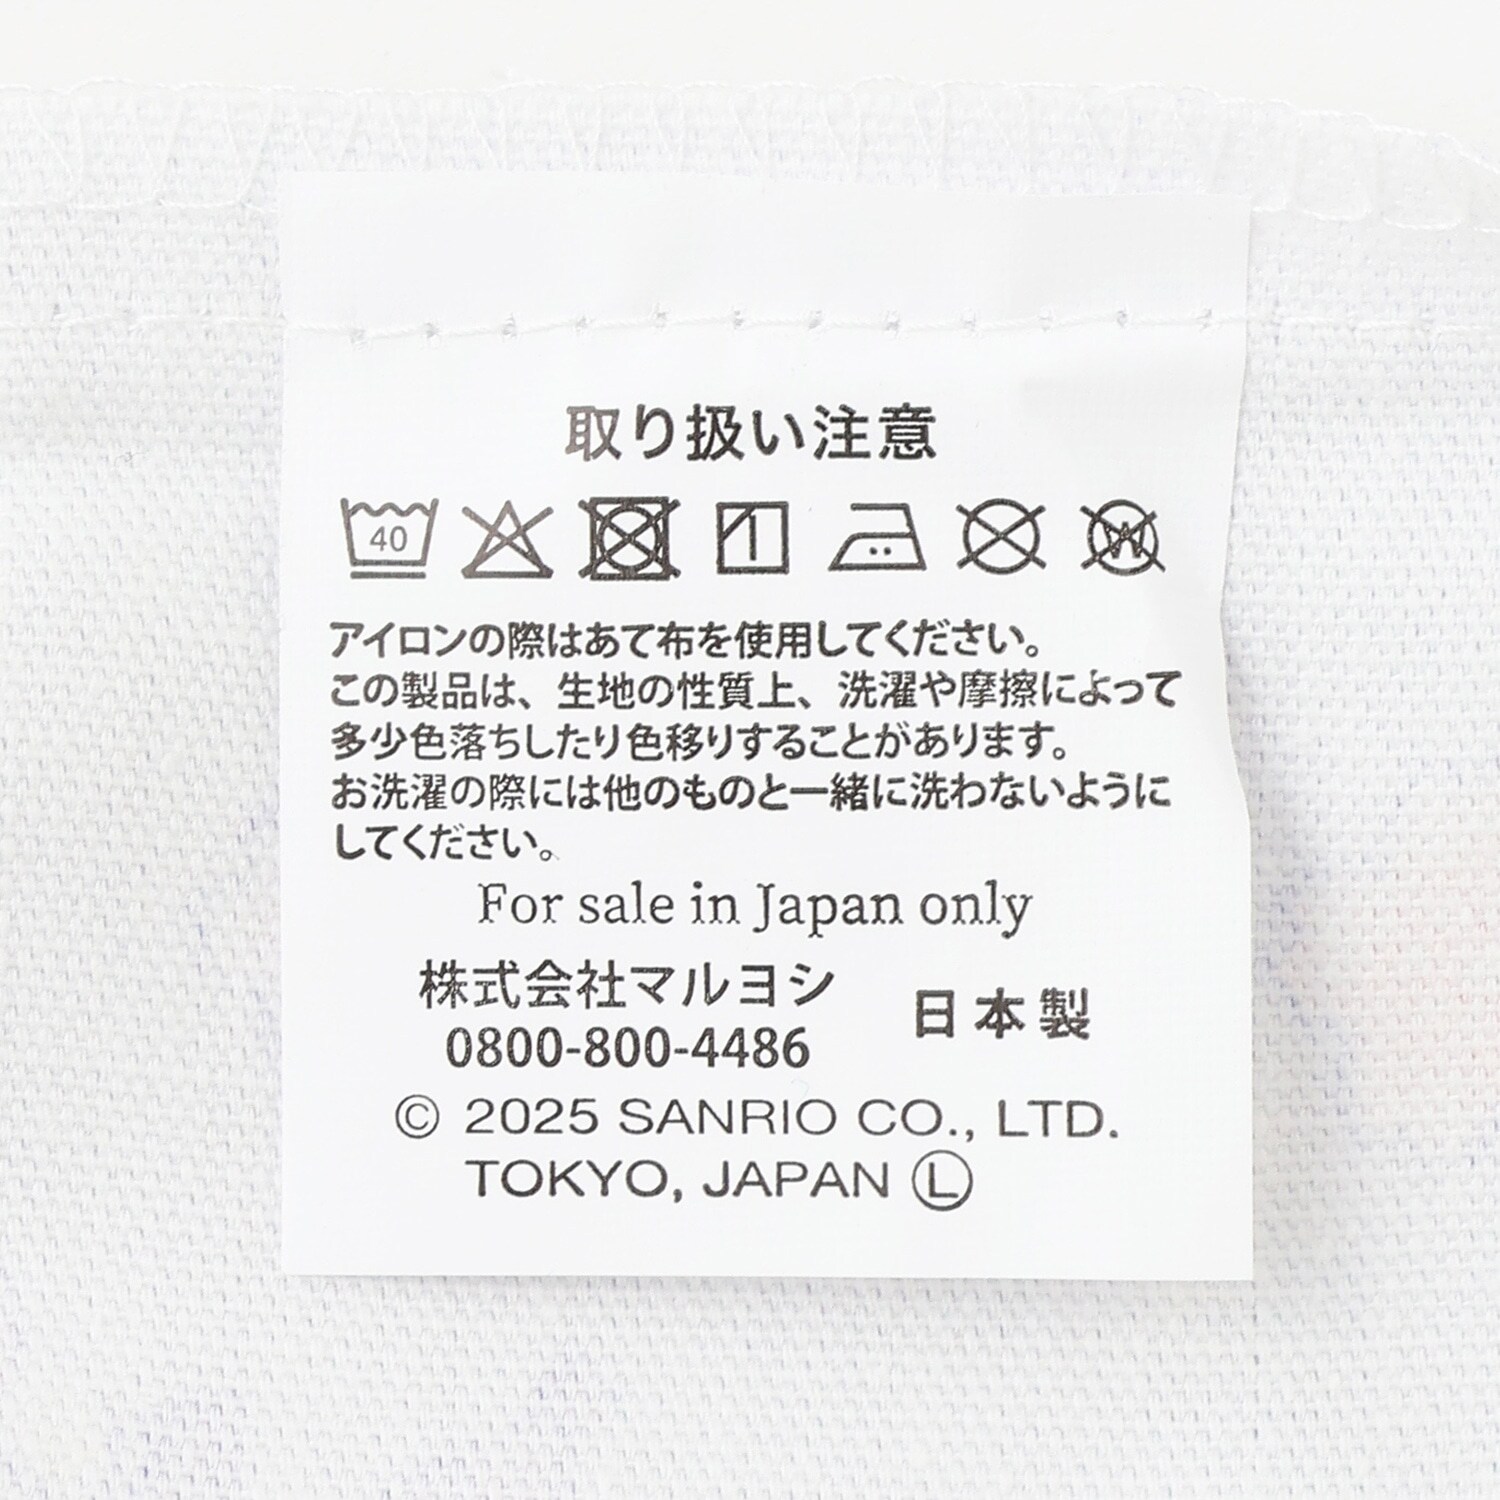 取り扱い注意
40
アイロンの際はあて布を使用してください。
この製品は、生地の性質上、洗濯や摩擦によって
多少色落ちしたり色移りすることがあります。
お洗濯の際には他のものと一緒に洗わないように
してください。
For sale in Japan only
株式会社マルヨシ
0800-800-4486
日本製
© 2025 SANRIO CO., LTD.
TOKYO, JAPAN Ⓛ